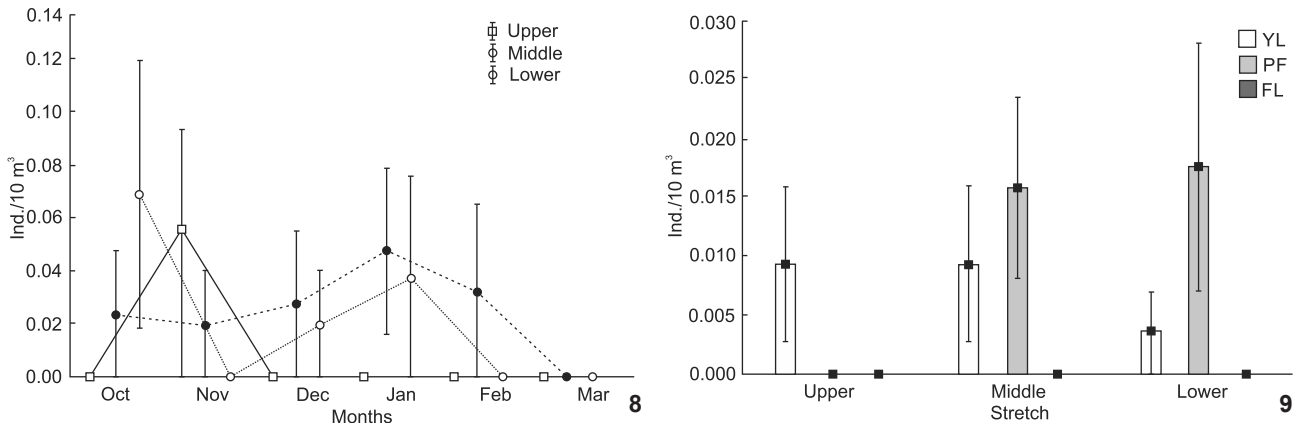 0.14
0.12
0.10
0.08
0.06
0.04
0.02
0.00
Ind./10 m³
Upper
Middle
Lower
Oct Nov Dec Jan Feb Mar
Months
8
0.030
0.025
0.020
0.015
0.010
0.005
0.000
Ind./10 m³
YL
PF
FL
Upper Middle Lower
Stretch
9